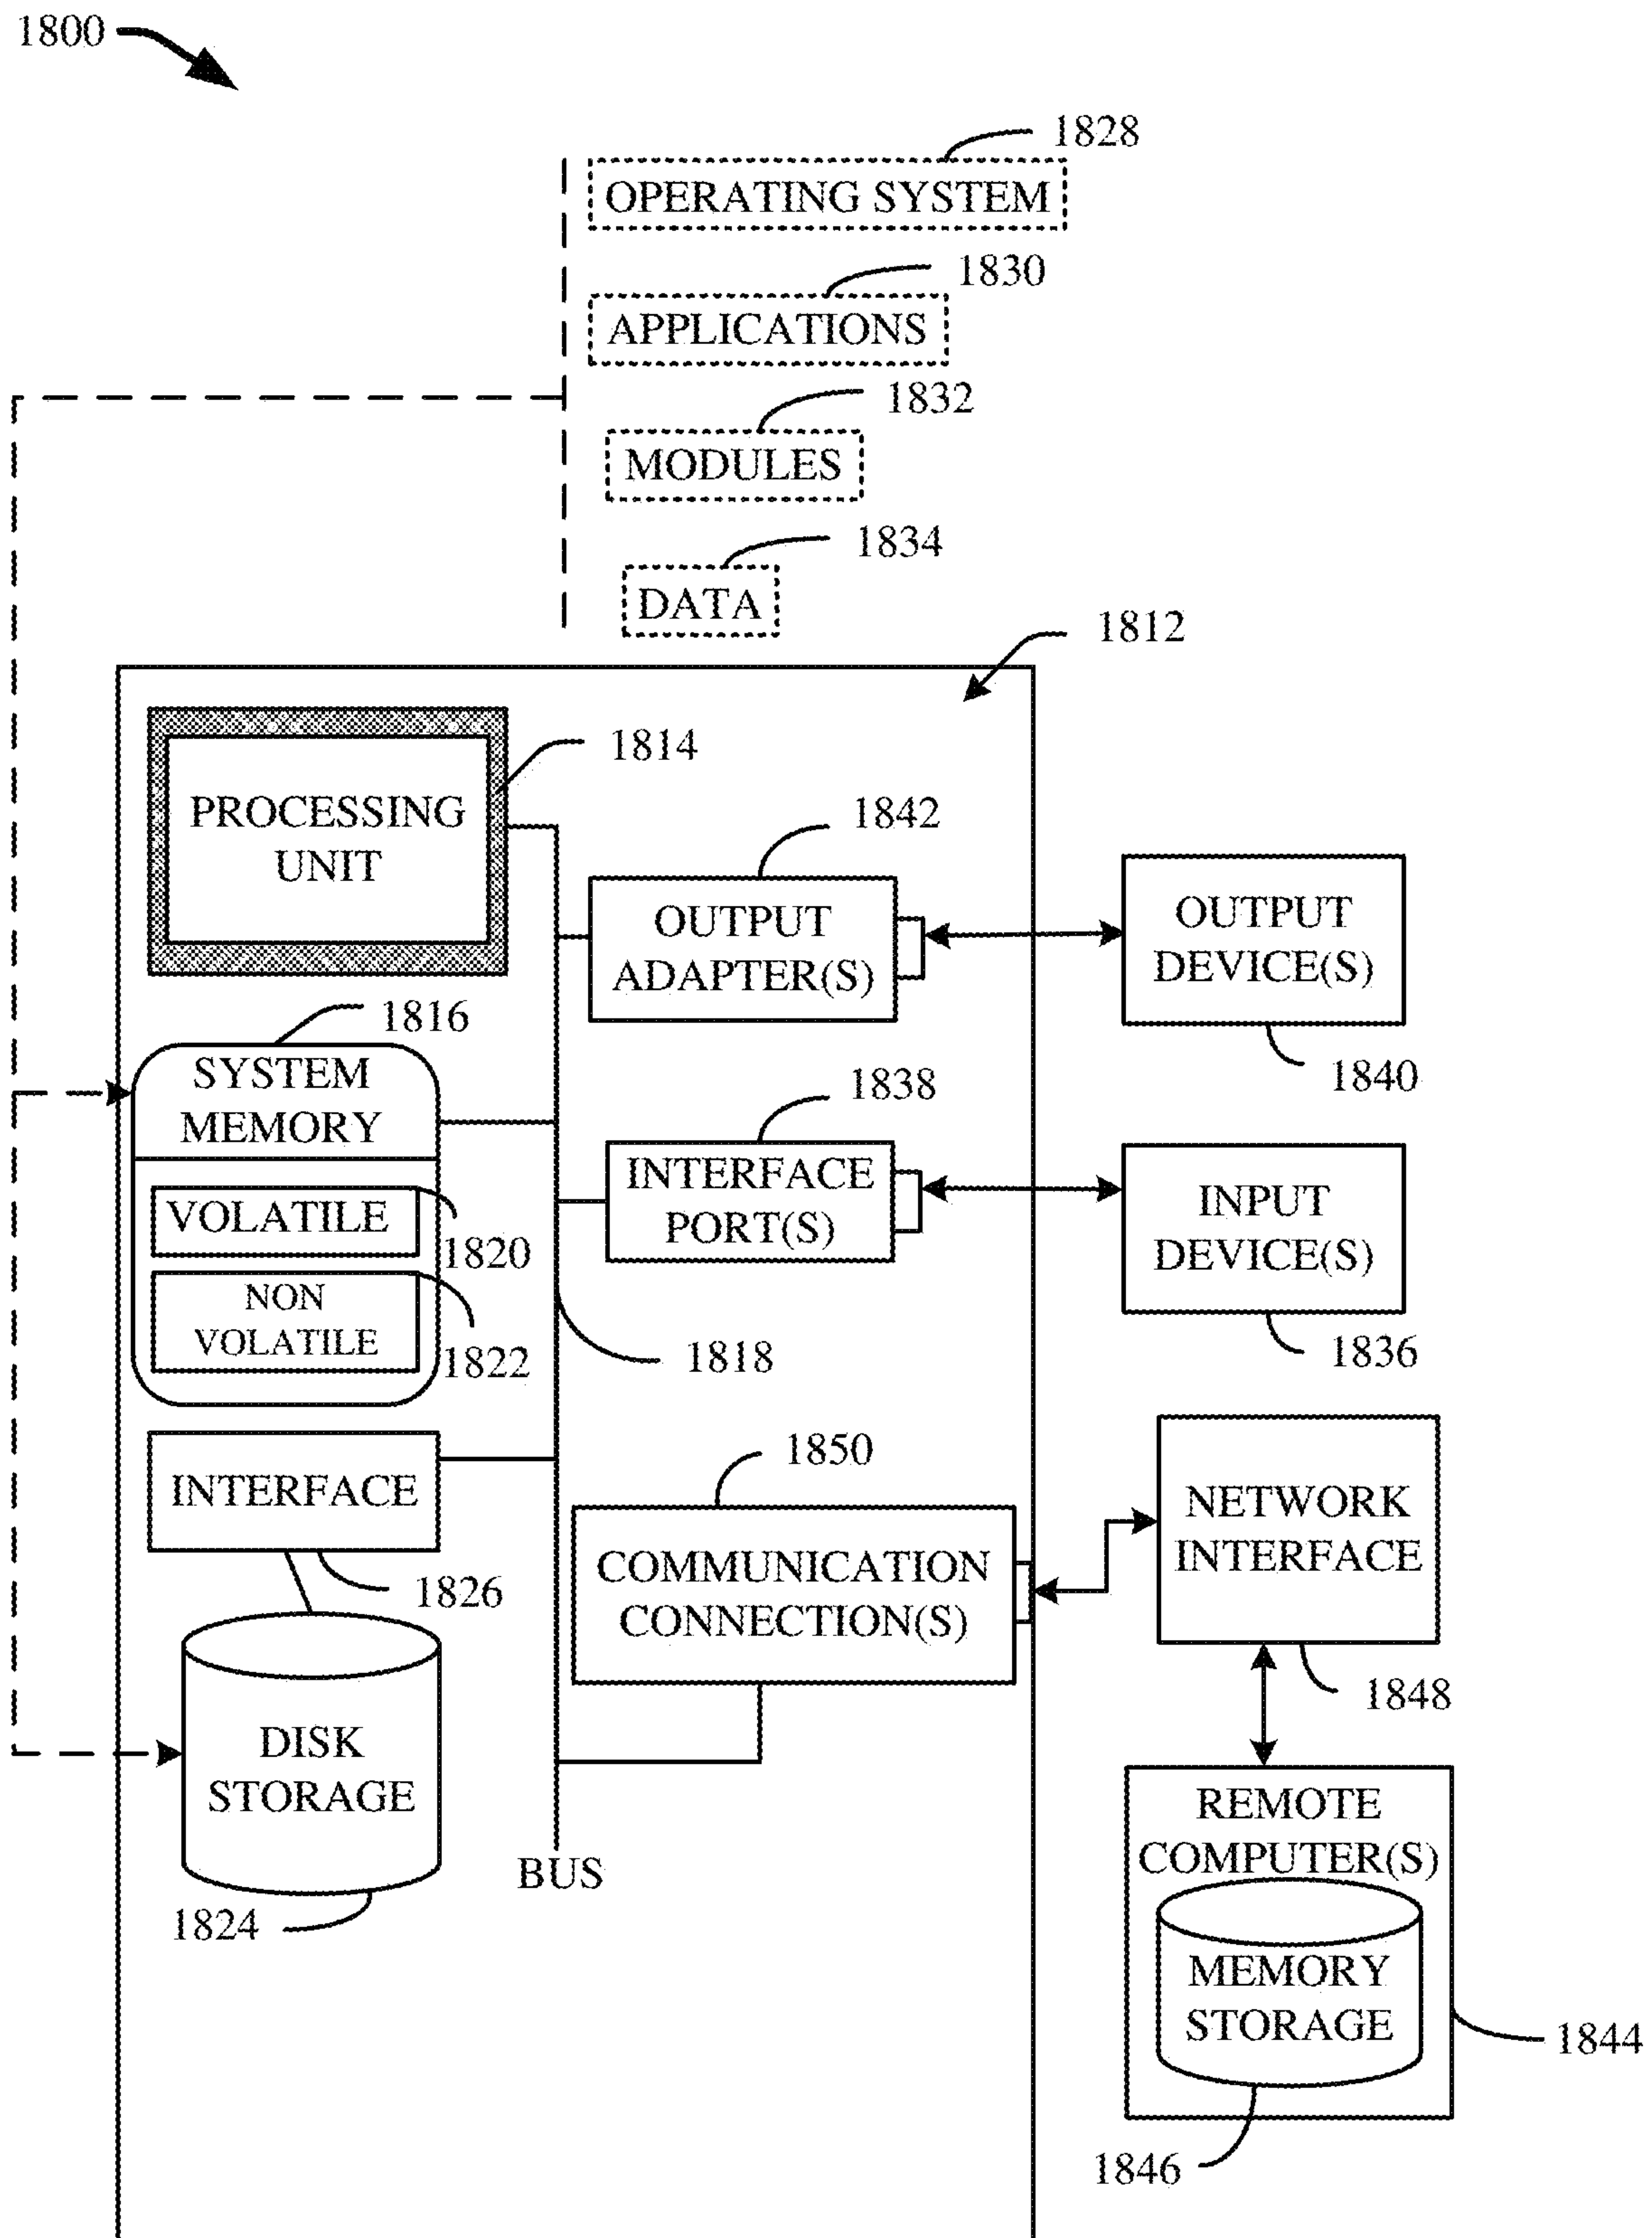 1800
1828
OPERATING SYSTEM
1830
APPLICATIONS
1832
MODULES
1834
DATA
1812
1814
PROCESSING
UNIT
1842
OUTPUT
ADAPTER(S)
OUTPUT
DEVICE(S)
1840
1816
SYSTEM
MEMORY
VOLATILE
1820
NON
VOLATILE
1822
1838
INTERFACE
PORT(S)
INPUT
DEVICE(S)
1836
1818
INTERFACE
1826
1850
COMMUNICATION
CONNECTION(S)
NETWORK
INTERFACE
1848
DISK
STORAGE
1824
BUS
REMOTE
COMPUTER(S)
MEMORY
STORAGE
1844
1846